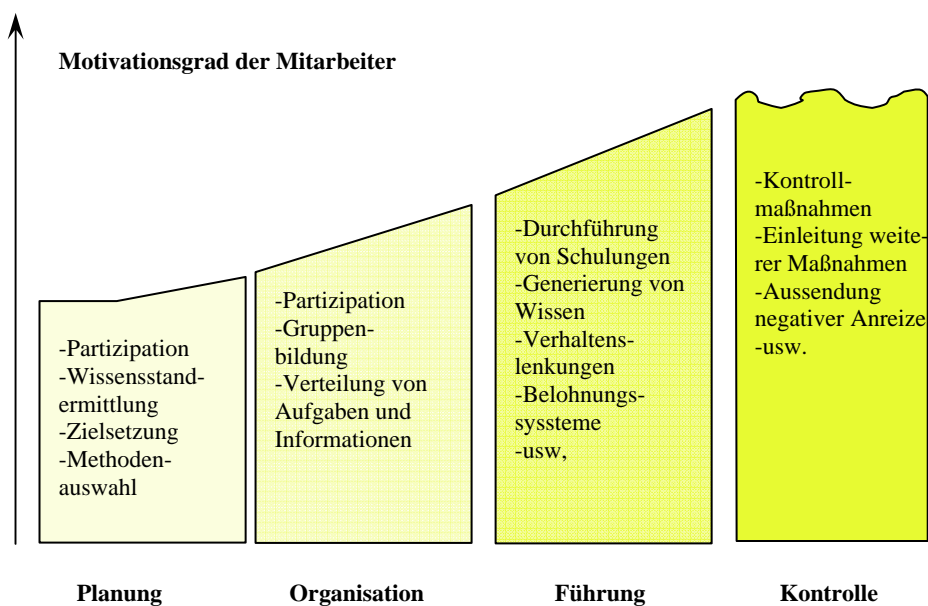 Motivationsgrad der Mitarbeiter
-Partizipation
-Wissensstand-
ermittlung
-Zielsetzung
-Methoden-
auswahl
-Partizipation
-Gruppen-
bildung
-Verteilung von
Aufgaben und
Informationen
-Durchführung
von Schulungen
-Generierung von
Wissen
-Verhaltens-
lenkungen
-Belohnungs-
syssteme
-usw,
-Kontroll-
maßnahmen
-Einleitung weite-
rer Maßnahmen
-Aussendung
negativer Anreize
-usw.
Planung
Organisation
Führung
Kontrolle